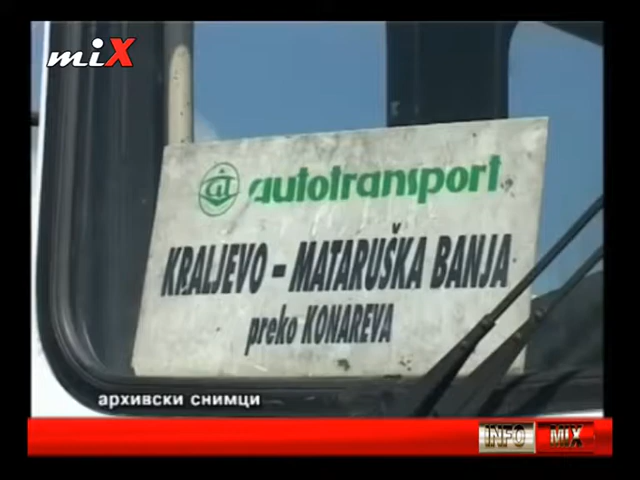 miX
autotransport
KRALJEVO – MATARUŠKA BANJA
preko KONAREVA
архивски снимци
INFO MIX